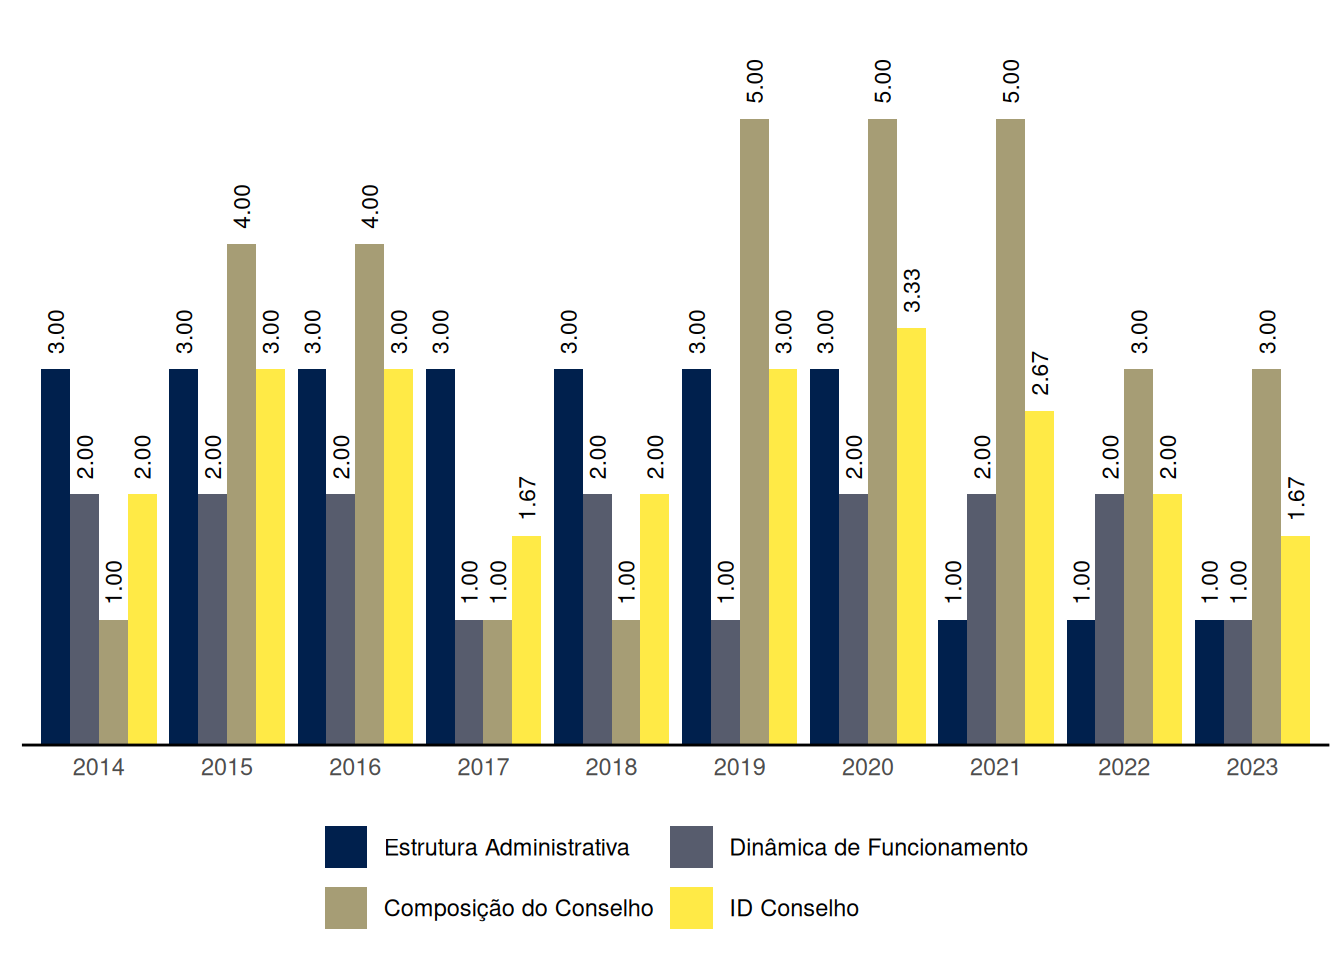 3.00 2.00 1.00 2.00
3.00 2.00 4.00 3.00
3.00 2.00 4.00 3.00
3.00 1.00 1.00 1.67
3.00 2.00 1.00 2.00
3.00 1.00 5.00 3.00
3.00 2.00 5.00 3.33
1.00 2.00 5.00 2.67
1.00 2.00 3.00 2.00
1.00 1.00 3.00 1.67
2014 2015 2016 2017 2018 2019 2020 2021 2022 2023
Estrutura Administrativa Dinâmica de Funcionamento
Composição do Conselho ID Conselho